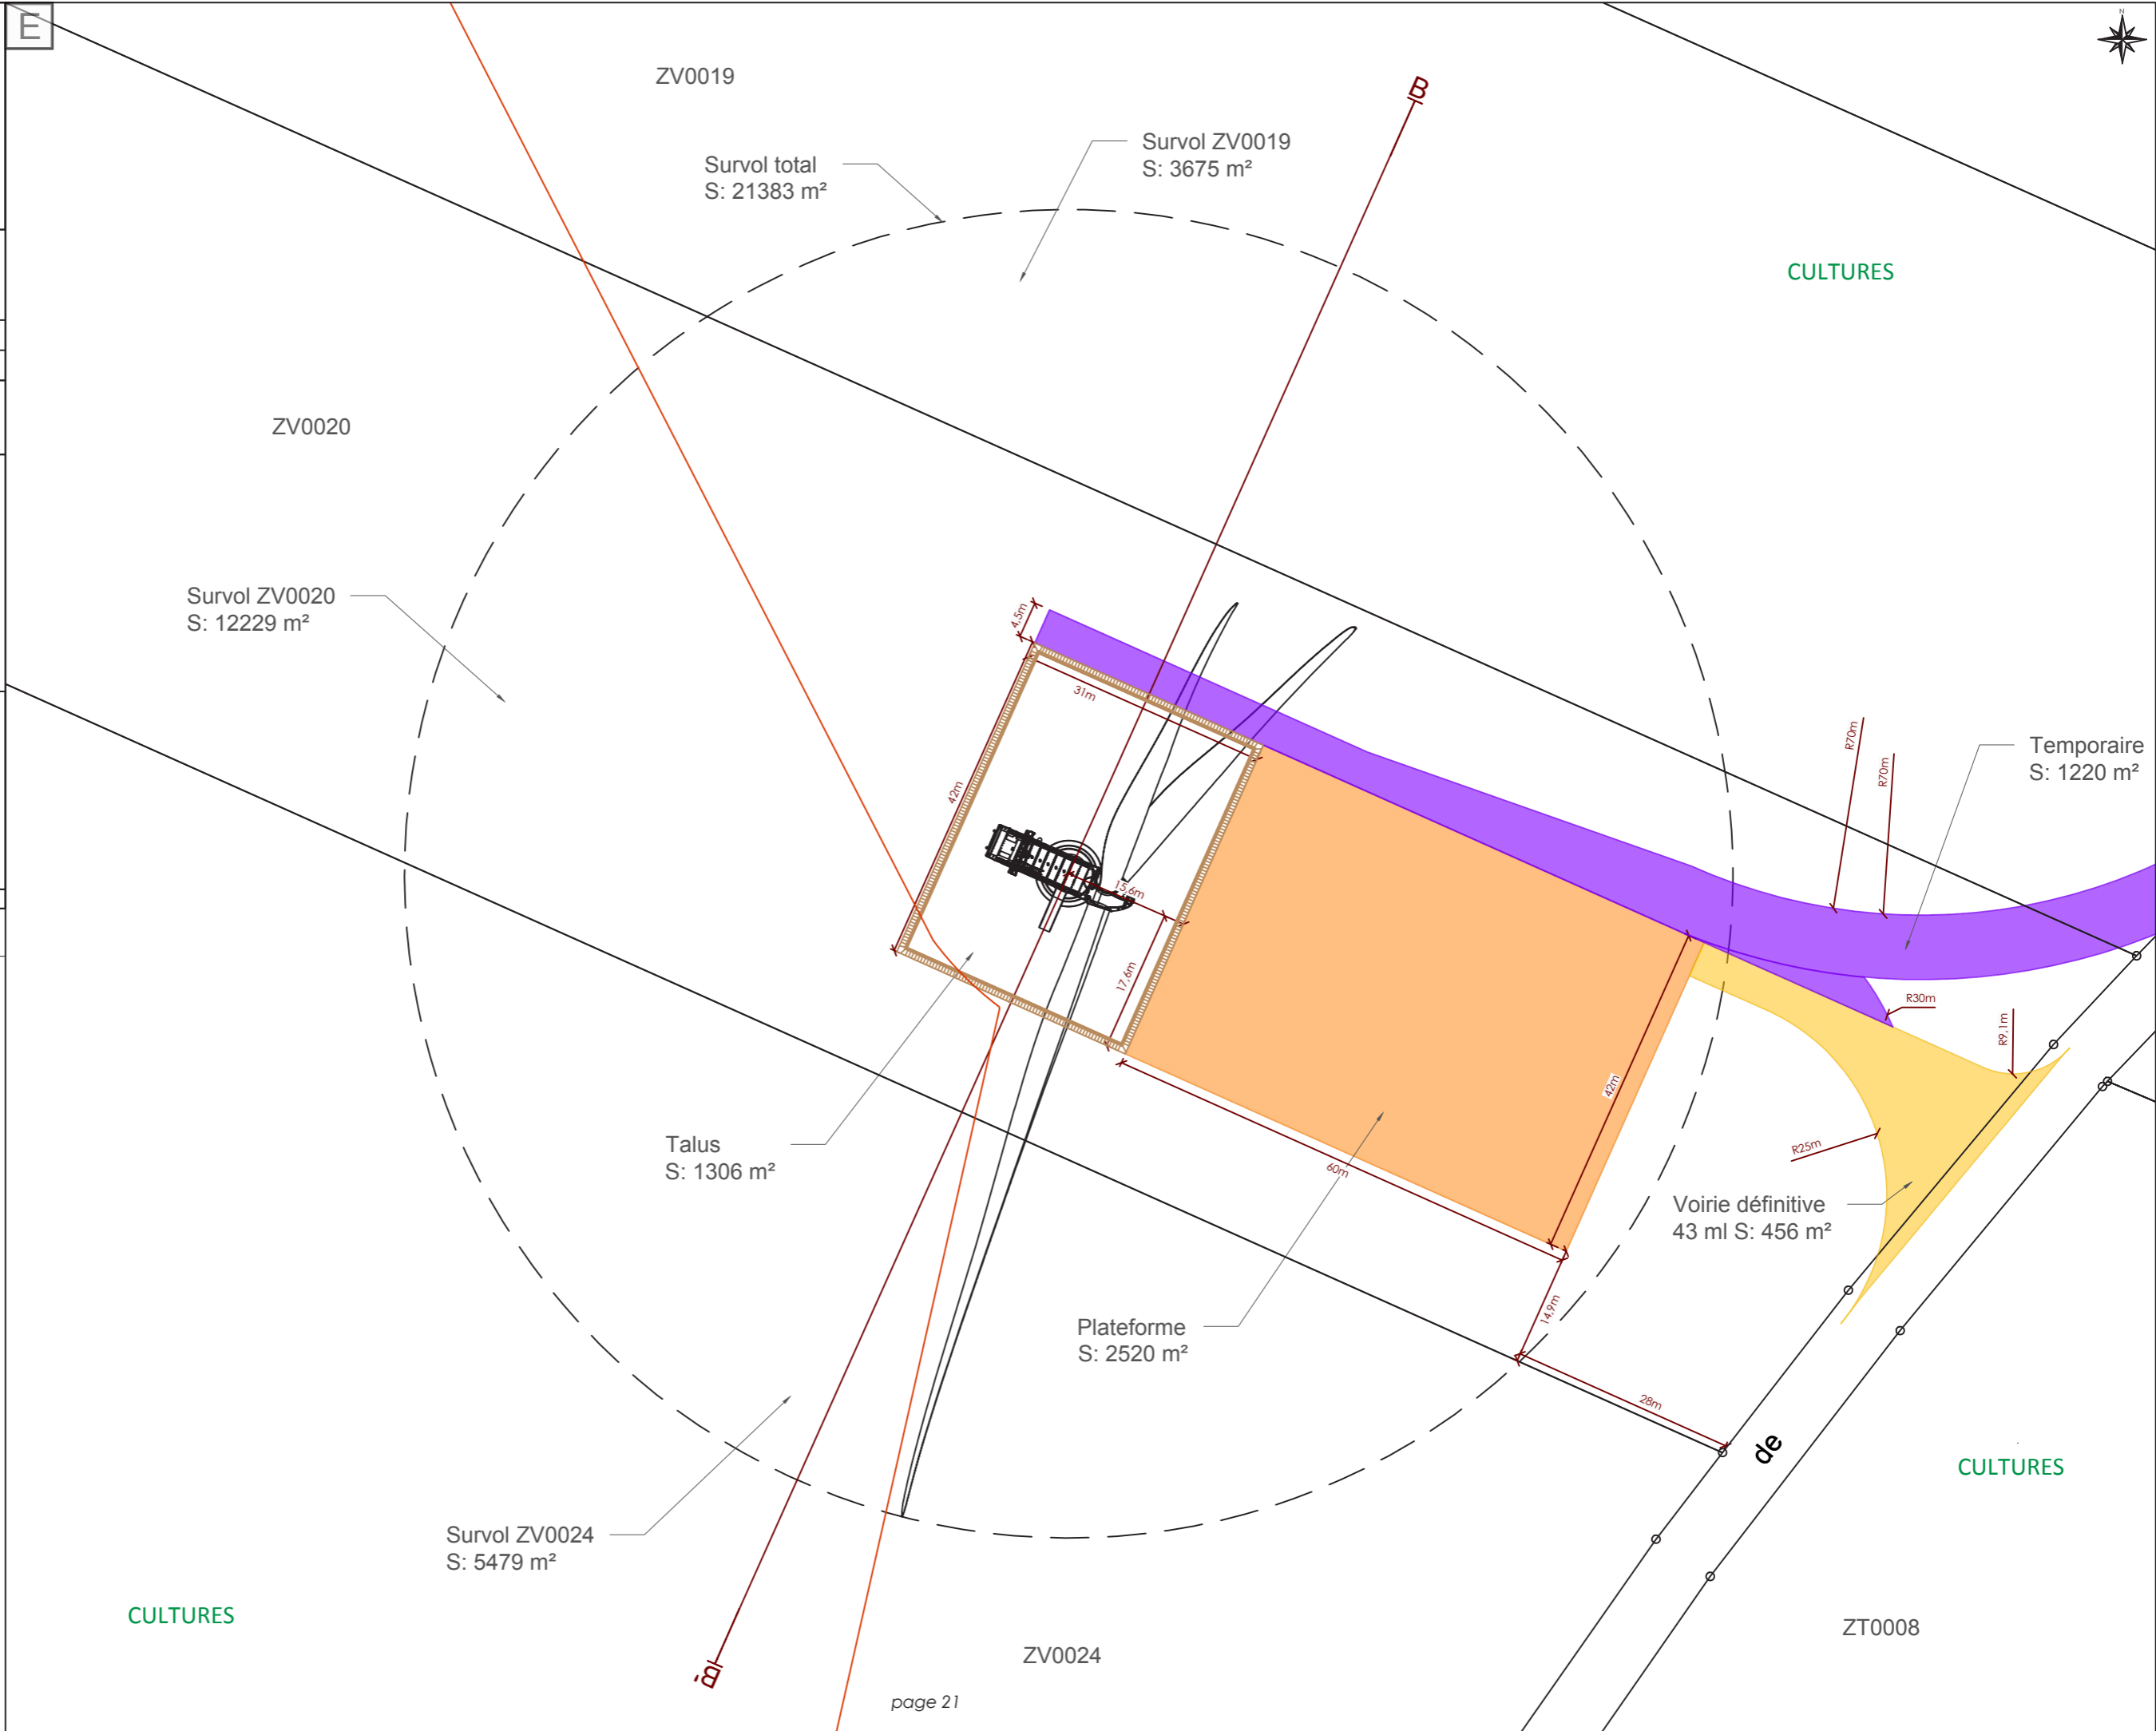 E
N
ZV0019
B
Survol ZV0019
S: 3675 m²
Survol total
S: 21383 m²
CULTURES
ZV0020
Survol ZV0020
S: 12229 m²
4,5m
31m
42m
15,6m
17,6m
R70m
R70m
Temporaire
S: 1220 m²
R30m
R9,1m
42m
R25m
Talus
S: 1306 m²
60m
Voirie définitive
43 ml S: 456 m²
Plateforme
S: 2520 m²
14,9m
28m
de
CULTURES
Survol ZV0024
S: 5479 m²
CULTURES
ZT0008
ZV0024
B'
page 21